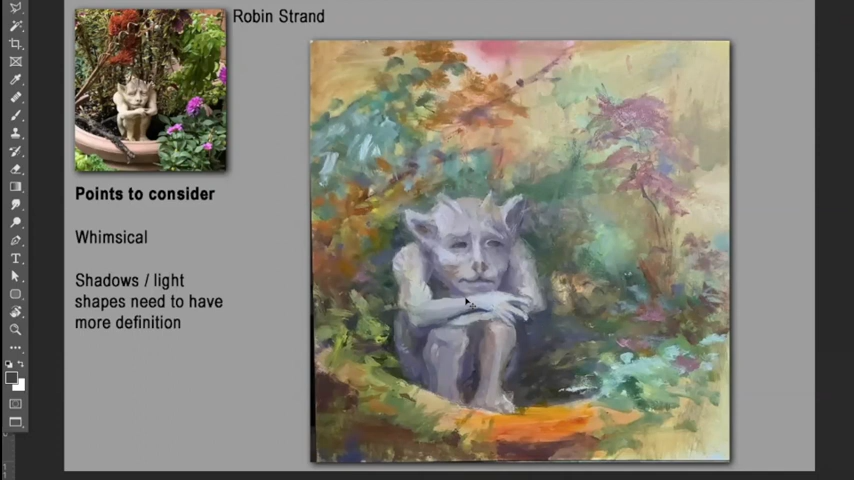 Robin Strand
Points to consider
Whimsical
Shadows / light
shapes need to have
more definition